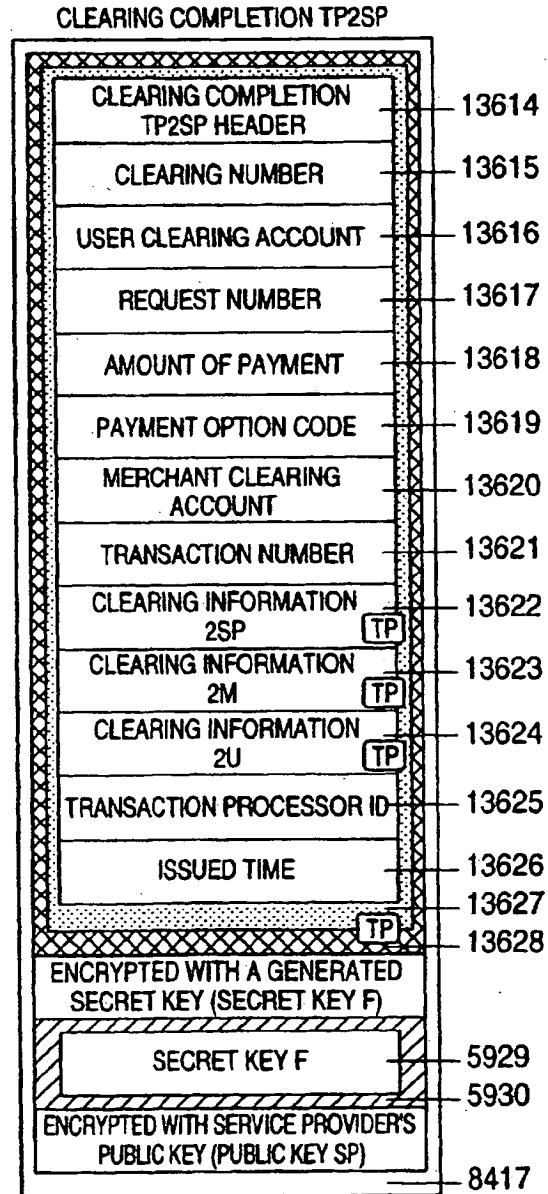 CLEARING COMPLETION TP2SP
CLEARING COMPLETION
TP2SP HEADER
13614
CLEARING NUMBER
13615
USER CLEARING ACCOUNT
13616
REQUEST NUMBER
13617
AMOUNT OF PAYMENT
13618
PAYMENT OPTION CODE
13619
MERCHANT CLEARING
ACCOUNT
13620
TRANSACTION NUMBER
13621
CLEARING INFORMATION
2SP
TP
13622
CLEARING INFORMATION
2M
TP
13623
CLEARING INFORMATION
2U
TP
13624
TRANSACTION PROCESSOR ID
13625
ISSUED TIME
13626
13627
TP
13628
ENCRYPTED WITH A GENERATED
SECRET KEY (SECRET KEY F)
SECRET KEY F
5929
5930
ENCRYPTED WITH SERVICE PROVIDER'S
PUBLIC KEY (PUBLIC KEY SP)
8417